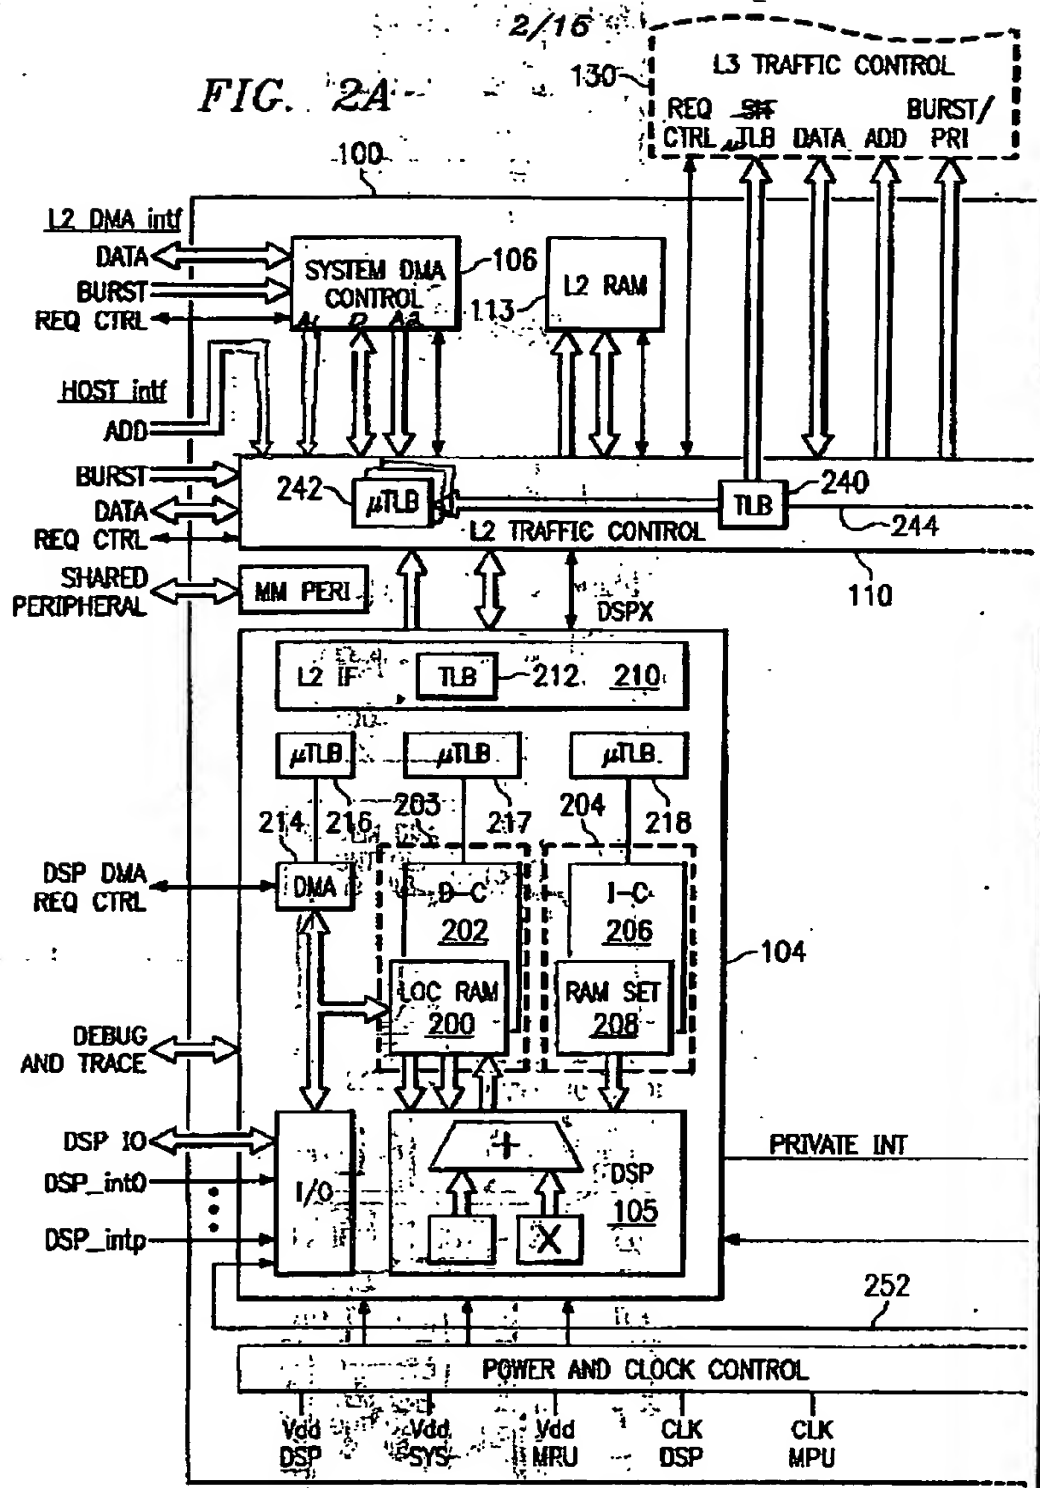 2/16
FIG. 2A
130
L3 TRAFFIC CONTROL
REQ BURST/
CTRL μTLB DATA ADD PRI
100
L2 DMA intf
DATA
BURST
REQ CTRL
SYSTEM DMA
CONTROL
A1 D A2
106
113
L2 RAM
HOST intf
ADD
BURST
DATA
REQ CTRL
242
μTLB
TLB
240
244
L2 TRAFFIC CONTROL
110
SHARED
PERIPHERAL
MM PERI
DSPX
L2 IF
TLB
212
210
μTLB
μTLB
μTLB
214
216
203
217
204
218
DSP DMA
REQ CTRL
DMA
D-C
202
I-C
206
104
LOC RAM
200
RAM SET
208
DEBUG
AND TRACE
DSP IO
DSP_int0
DSP_intp
I/O
+
X
DSP
105
PRIVATE INT
252
POWER AND CLOCK CONTROL
Vdd
DSP
Vdd
SYS
Vdd
MPU
CLK
DSP
CLK
MPU